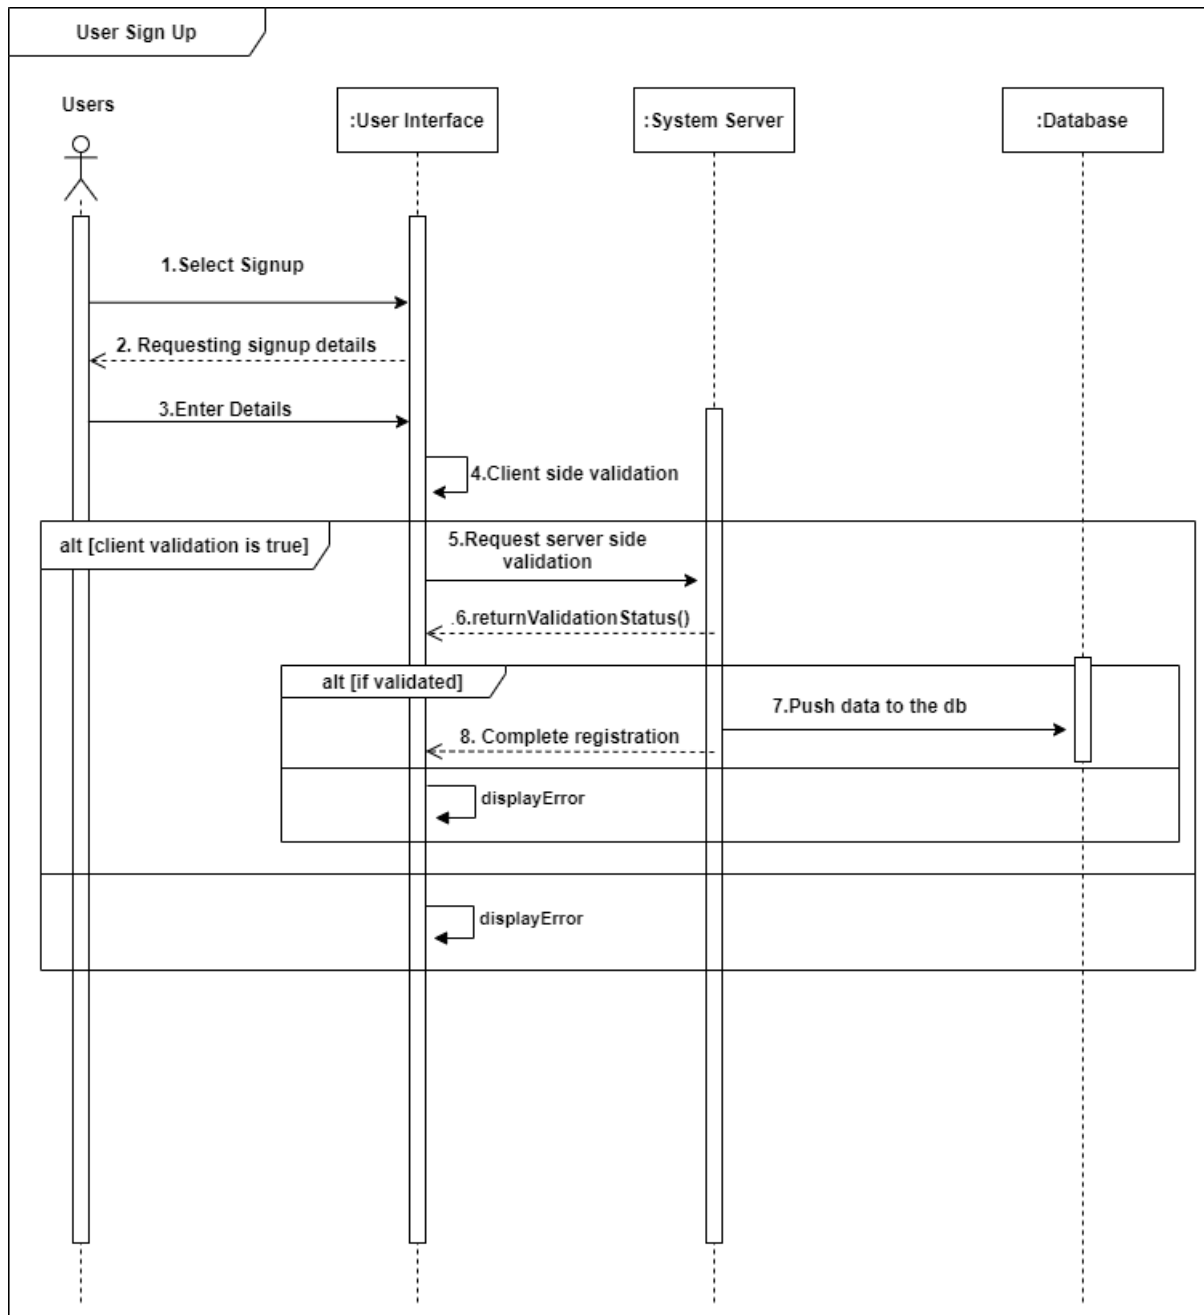 User Sign Up
Users
:User Interface
:System Server
:Database
1.Select Signup
2. Requesting signup details
3.Enter Details
4.Client side validation
alt [client validation is true]
5.Request server side
validation
.6.returnValidationStatus()
alt [if validated]
7.Push data to the db
8. Complete registration
displayError
displayError